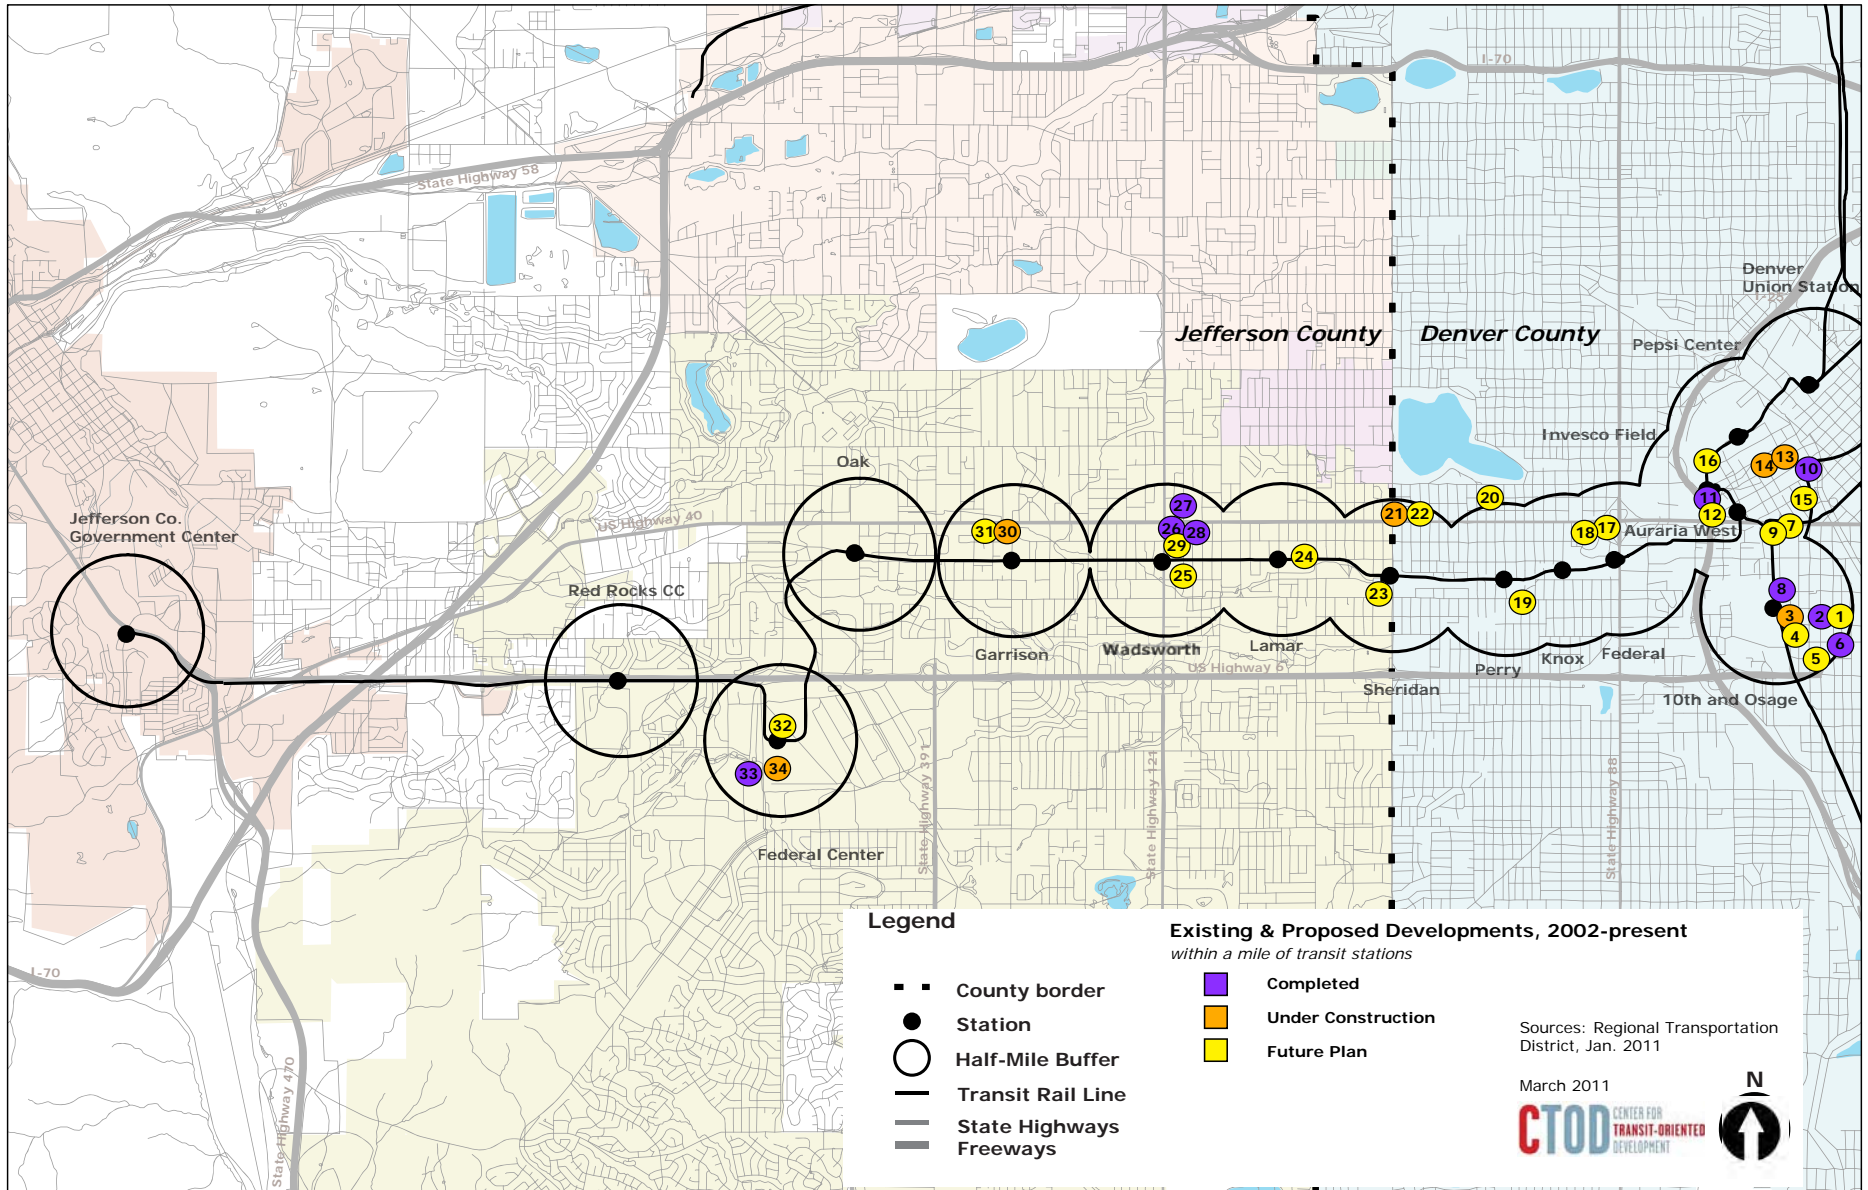 I-70
State Highway 58
Denver
Union Station
I-25
Jefferson County
Denver County
Pepsi Center
Invesco Field
Oak
16
14
13
10
27
20
11
15
Jefferson Co.
Government Center
US Highway 40
31
30
26
28
21
22
12
18
17
Auraria West
9
7
29
24
25
Red Rocks CC
23
19
8
3
2
1
4
6
5
Garrison
Wadsworth
Lamar
US Highway 6
Perry
Knox
Federal
Sheridan
10th and Osage
32
33
34
State Highway 391
State Highway 121
State Highway 88
Federal Center
I-70
State Highway 470
Legend
County border
Station
Half-Mile Buffer
Transit Rail Line
State Highways
Freeways
Existing & Proposed Developments, 2002-present
within a mile of transit stations
Completed
Under Construction
Future Plan
Sources: Regional Transportation
District, Jan. 2011
March 2011
N
CTOD
CENTER FOR
TRANSIT-ORIENTED
DEVELOPMENT